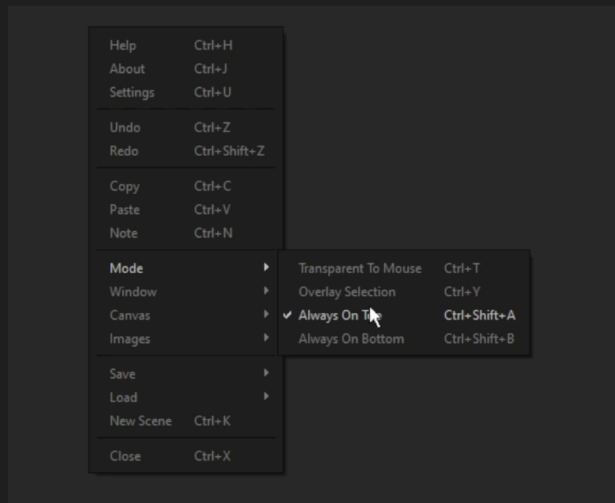 Help Ctrl+H
About Ctrl+J
Settings Ctrl+U
Undo Ctrl+Z
Redo Ctrl+Shift+Z
Copy Ctrl+C
Paste Ctrl+V
Note Ctrl+N
Mode
Window
Canvas
Images
Save
Load
New Scene Ctrl+K
Close Ctrl+X
Transparent To Mouse Ctrl+T
Overlay Selection Ctrl+Y
Always On Top Ctrl+Shift+A
Always On Bottom Ctrl+Shift+B